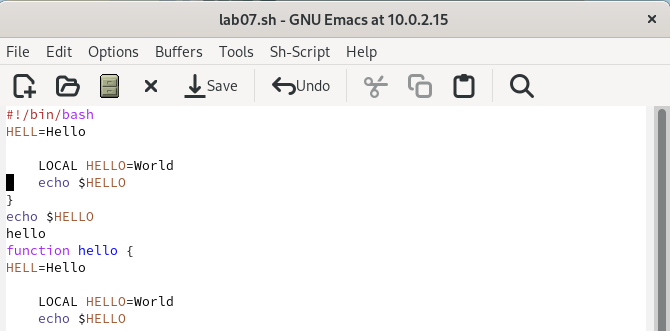 lab07.sh - GNU Emacs at 10.0.2.15
File Edit Options Buffers Tools Sh-Script Help
Save Undo
#!/bin/bash
HELL=Hello
LOCAL HELLO=World
echo $HELLO
}
echo $HELLO
hello
function hello {
HELL=Hello
LOCAL HELLO=World
echo $HELLO